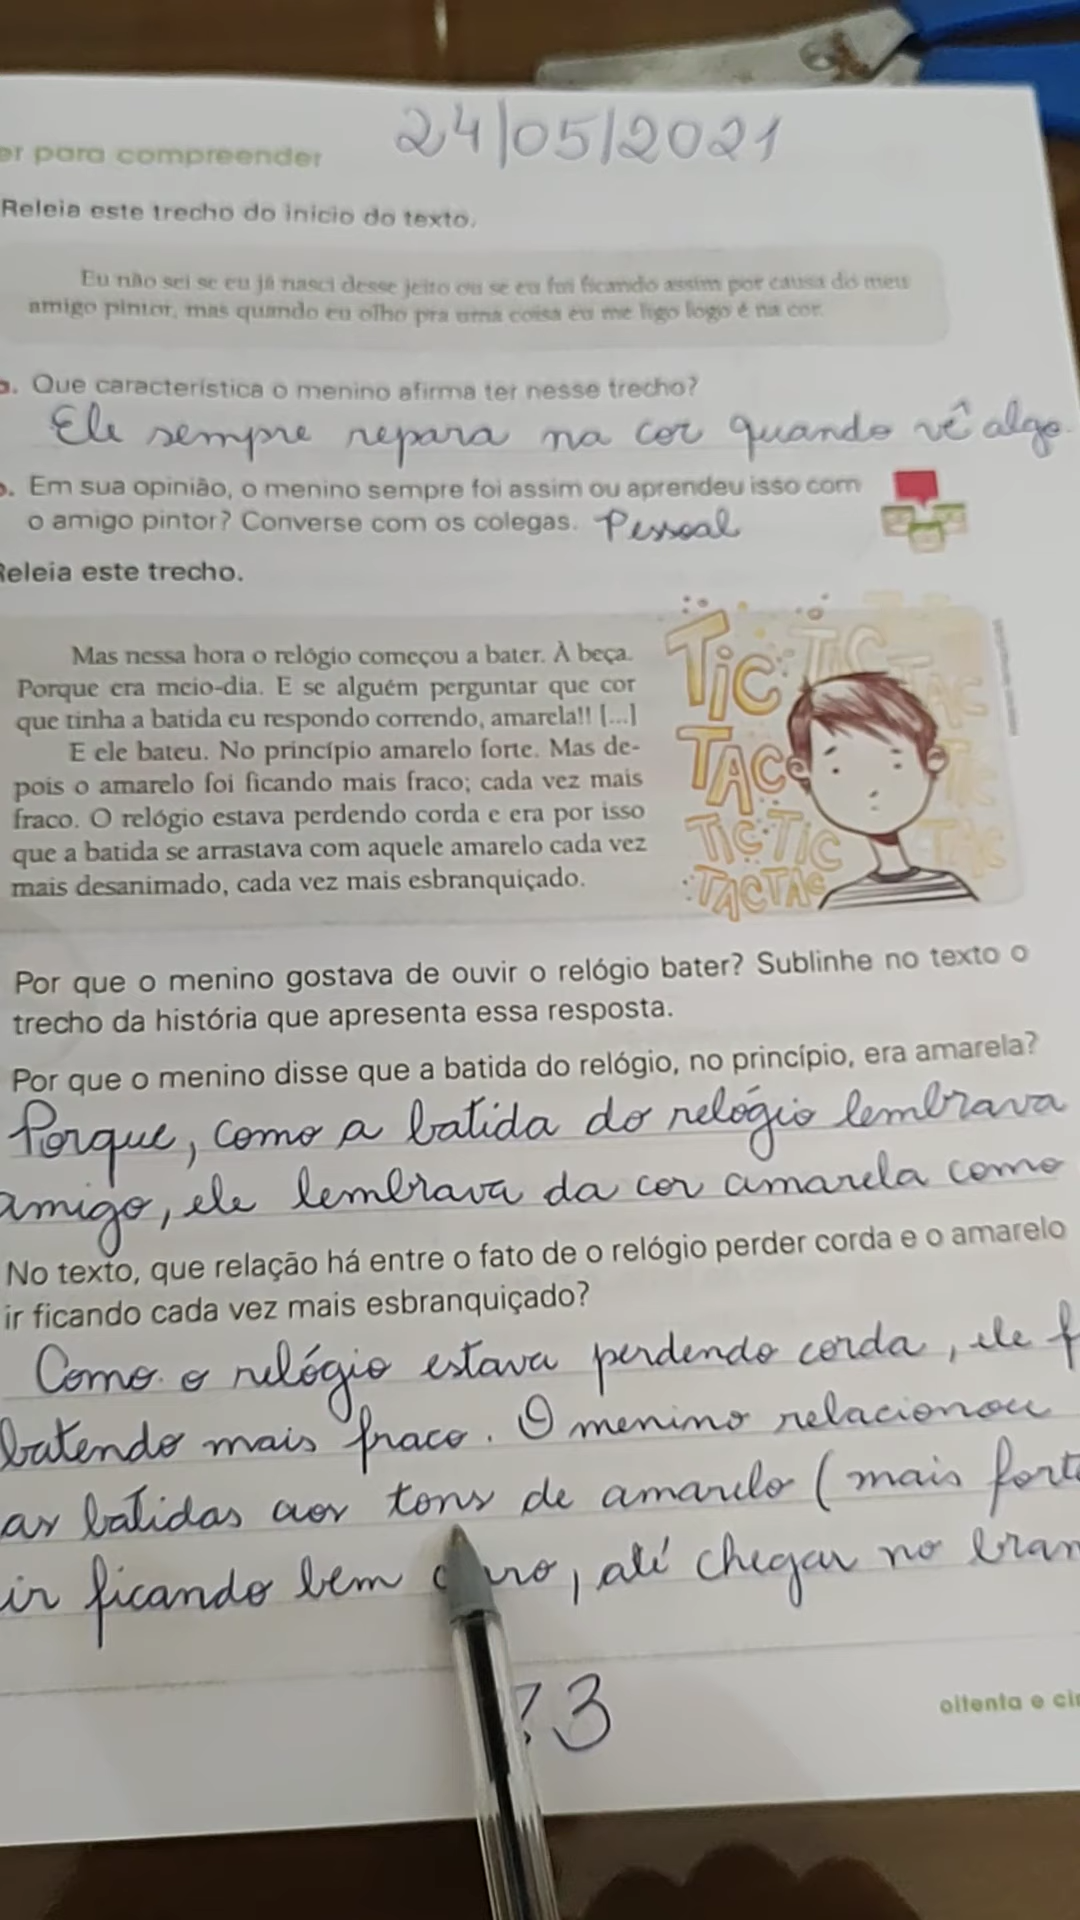 24/05/2021
er para compreender
Releia este trecho do início do texto.
Eu não sei se eu já nasci desse jeito ou se eu fui ficando assim por causa do meu
amigo pintor, mas quando eu olho pra uma coisa eu me ligo logo é na cor.
a. Que característica o menino afirma ter nesse trecho?
Ele sempre repara na cor quando vê algo.
b. Em sua opinião, o menino sempre foi assim ou aprendeu isso com
o amigo pintor? Converse com os colegas. Pessoal
Releia este trecho.
Mas nessa hora o relógio começou a bater. À beça.
Porque era meio-dia. E se alguém perguntar que cor
que tinha a batida eu respondo correndo, amarela!! [...]
E ele bateu. No princípio amarelo forte. Mas de-
pois o amarelo foi ficando mais fraco; cada vez mais
fraco. O relógio estava perdendo corda e era por isso
que a batida se arrastava com aquele amarelo cada vez
mais desanimado, cada vez mais esbranquiçado.
TIC TIC TAC
TAC
TIC TIC TIC
TAC TAC
Por que o menino gostava de ouvir o relógio bater? Sublinhe no texto o
trecho da história que apresenta essa resposta.
Por que o menino disse que a batida do relógio, no princípio, era amarela?
Porque, como a batida do relógio lembrava
amigo, ele lembrava da cor amarela como
No texto, que relação há entre o fato de o relógio perder corda e o amarelo
ir ficando cada vez mais esbranquiçado?
Como o relógio estava perdendo corda, ele f
batendo mais fraco. O menino relacionou
as batidas aos tons de amarelo (mais fort
ir ficando bem c ro, até chegar no bran
3
oitenta e ci